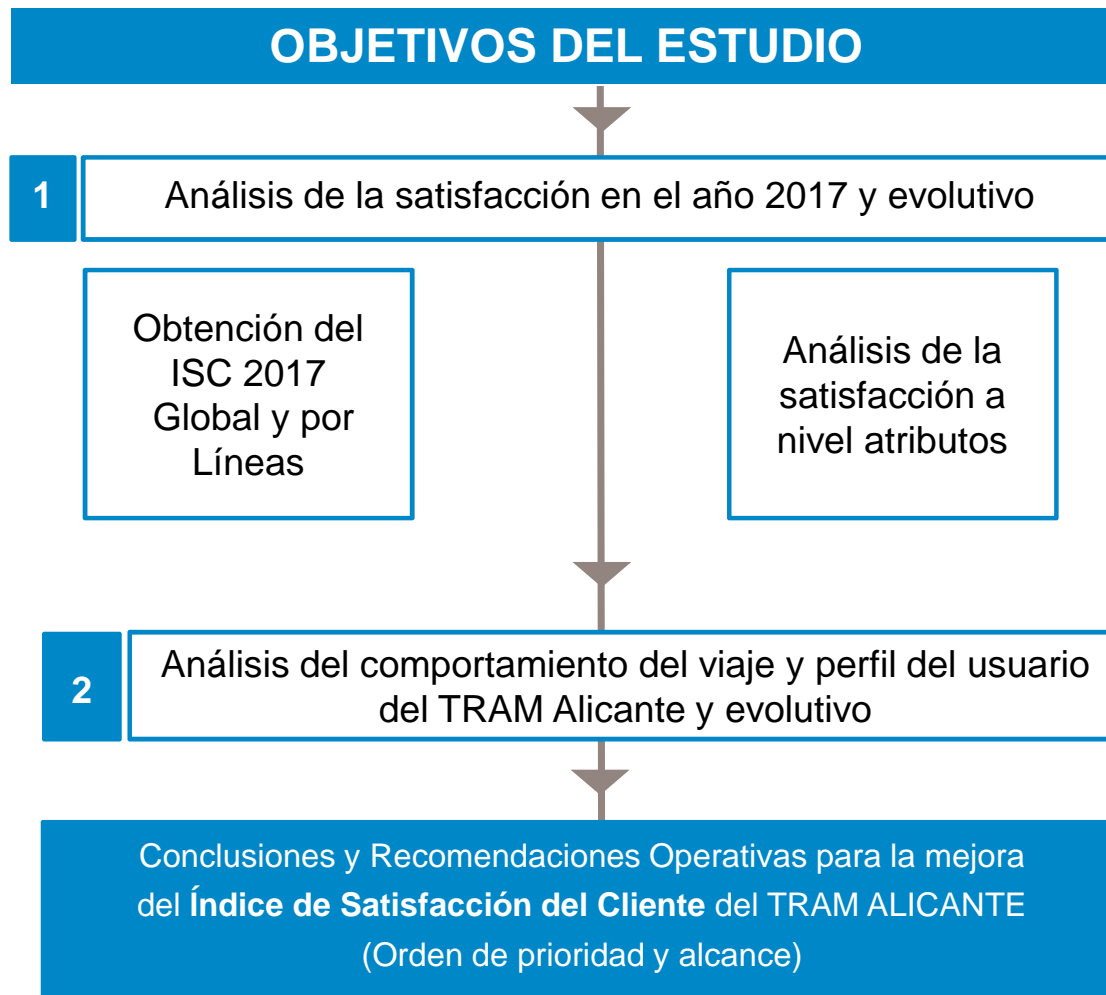 OBJETIVOS DEL ESTUDIO
1
Análisis de la satisfacción en el año 2017 y evolutivo
Obtención del
ISC 2017
Global y por
Líneas
Análisis de la
satisfacción a
nivel atributos
2
Análisis del comportamiento del viaje y perfil del usuario
del TRAM Alicante y evolutivo
Conclusiones y Recomendaciones Operativas para la mejora
del Índice de Satisfacción del Cliente del TRAM ALICANTE
(Orden de prioridad y alcance)